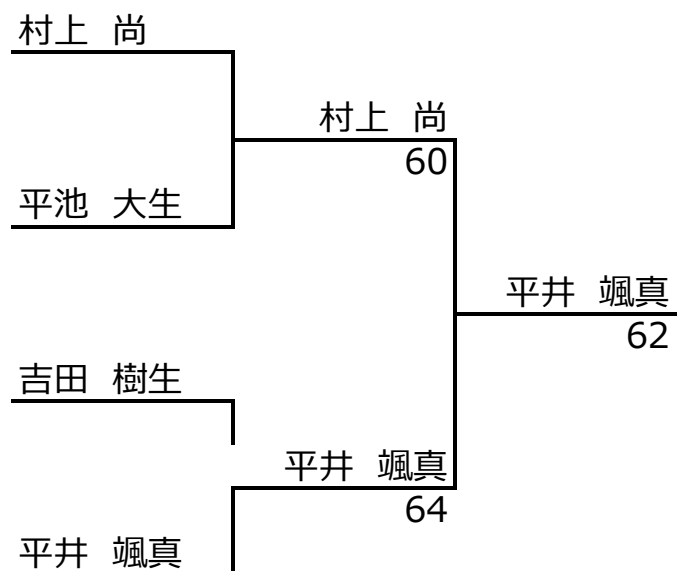 村上 尚
村上 尚
60
平池 大生
平井 颯真
62
吉田 樹生
平井 颯真
64
平井 颯真